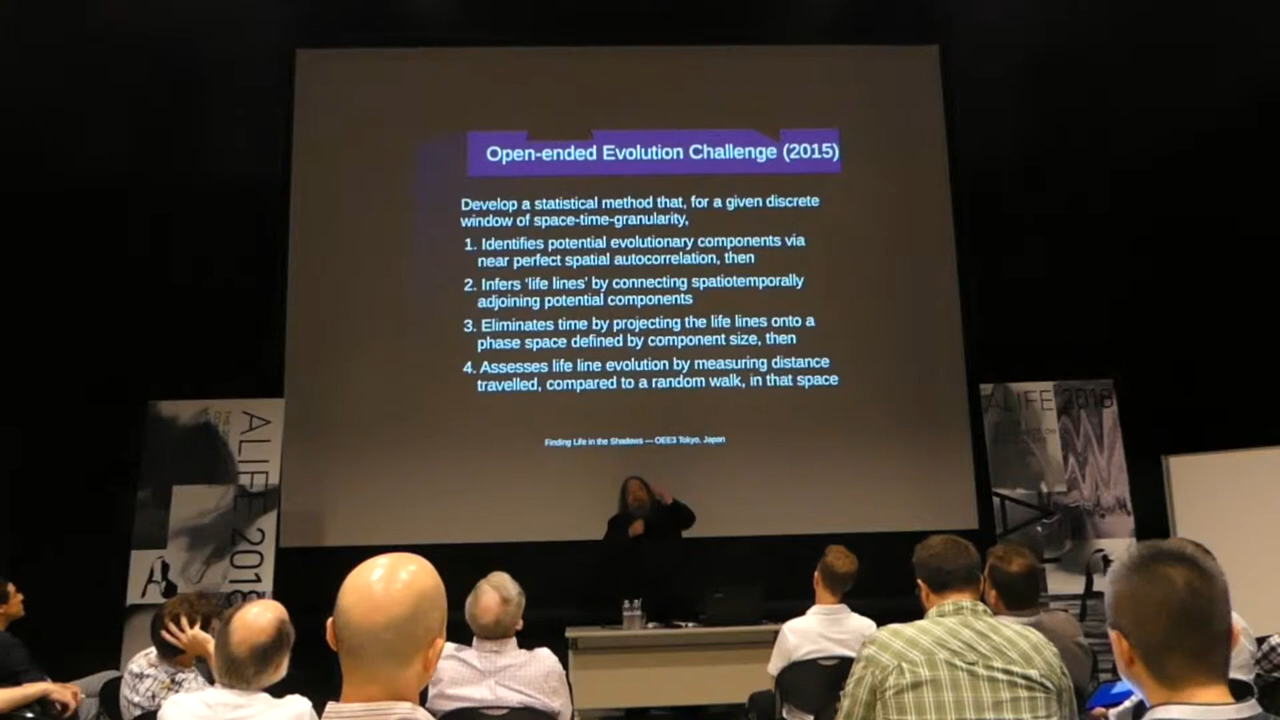 Open-ended Evolution Challenge (2015)
Develop a statistical method that, for a given discrete
window of space-time-granularity,
1. Identifies potential evolutionary components via
near perfect spatial autocorrelation, then
2. Infers ‘life lines’ by connecting spatiotemporally
adjoining potential components
3. Eliminates time by projecting the life lines onto a
phase space defined by component size, then
4. Assesses life line evolution by measuring distance
travelled, compared to a random walk, in that space
Finding Life in the Shadows — OEE3 Tokyo, Japan
ALIFE 2018
ALIFE 2018